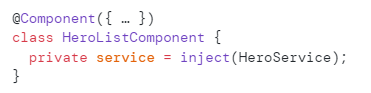 @Component({ … })
class HeroListComponent {
  private service = inject(HeroService);
}